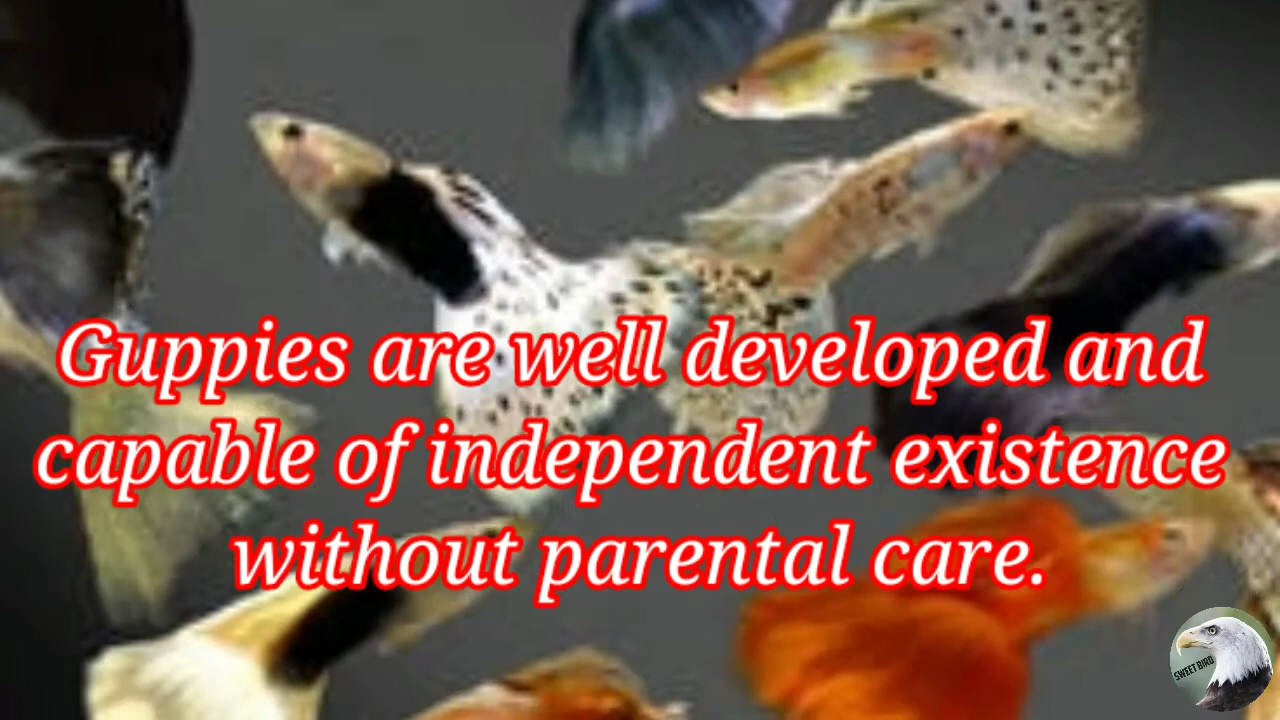 Guppies are well developed and
capable of independent existence
without parental care.
SWEET BIRD